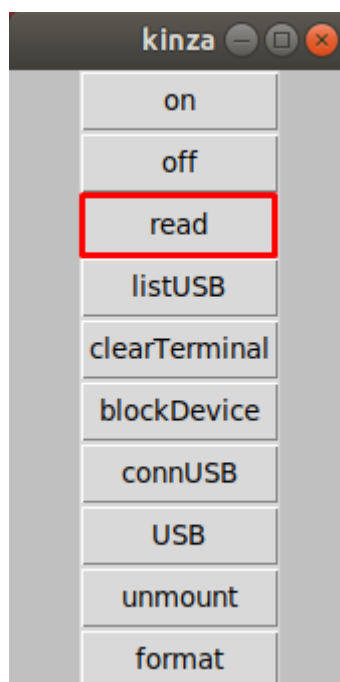 kinza
on
off
read
listUSB
clearTerminal
blockDevice
connUSB
USB
unmount
format